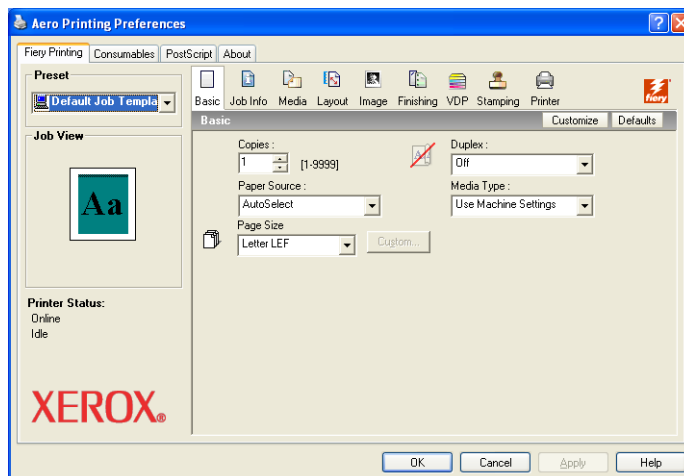 Aero Printing Preferences
Fiery Printing Consumables PostScript About
Preset
Default Job Templa
Job View
Aa
Printer Status:
Online
Idle
XEROX®
Basic Job Info Media Layout Image Finishing VDP Stamping Printer
fiery
Basic Customize Defaults
Copies :
1 [1-9999]
Duplex :
Off
Paper Source :
AutoSelect
Media Type :
Use Machine Settings
Page Size
Letter LEF Custom...
OK Cancel Apply Help